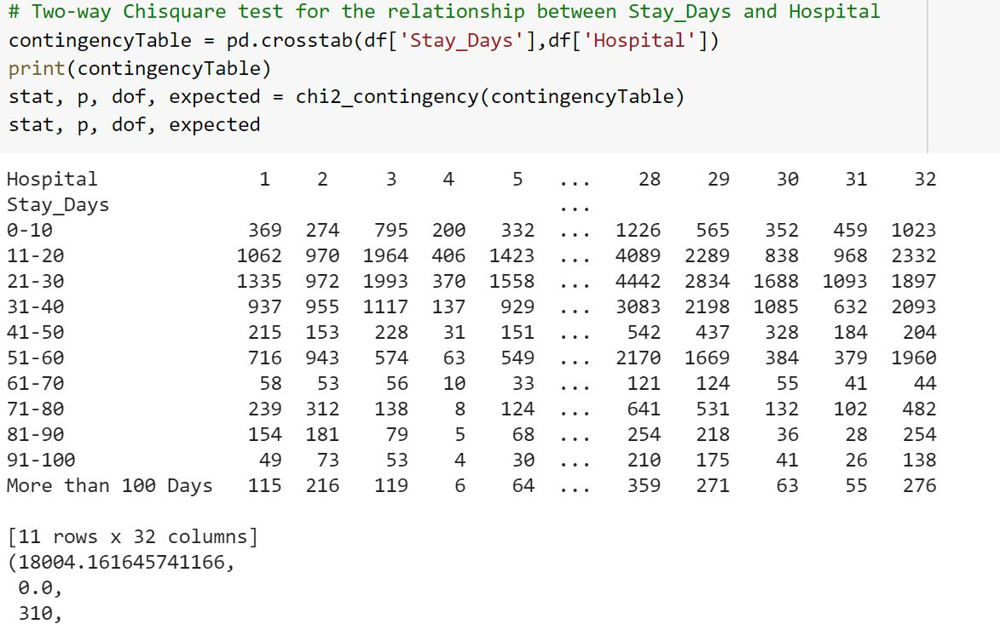 # Two-way Chisquare test for the relationship between Stay_Days and Hospital
contingencyTable = pd.crosstab(df['Stay_Days'],df['Hospital'])
print(contingencyTable)
stat, p, dof, expected = chi2_contingency(contingencyTable)
stat, p, dof, expected
Hospital 1 2 3 4 5 ... 28 29 30 31 32
Stay_Days ...
0-10 369 274 795 200 332 ... 1226 565 352 459 1023
11-20 1062 970 1964 406 1423 ... 4089 2289 838 968 2332
21-30 1335 972 1993 370 1558 ... 4442 2834 1688 1093 1897
31-40 937 955 1117 137 929 ... 3083 2198 1085 632 2093
41-50 215 153 228 31 151 ... 542 437 328 184 204
51-60 716 943 574 63 549 ... 2170 1669 384 379 1960
61-70 58 53 56 10 33 ... 121 124 55 41 44
71-80 239 312 138 8 124 ... 641 531 132 102 482
81-90 154 181 79 5 68 ... 254 218 36 28 254
91-100 49 73 53 4 30 ... 210 175 41 26 138
More than 100 Days 115 216 119 6 64 ... 359 271 63 55 276
[11 rows x 32 columns]
(18004.161645741166,
0.0,
310,